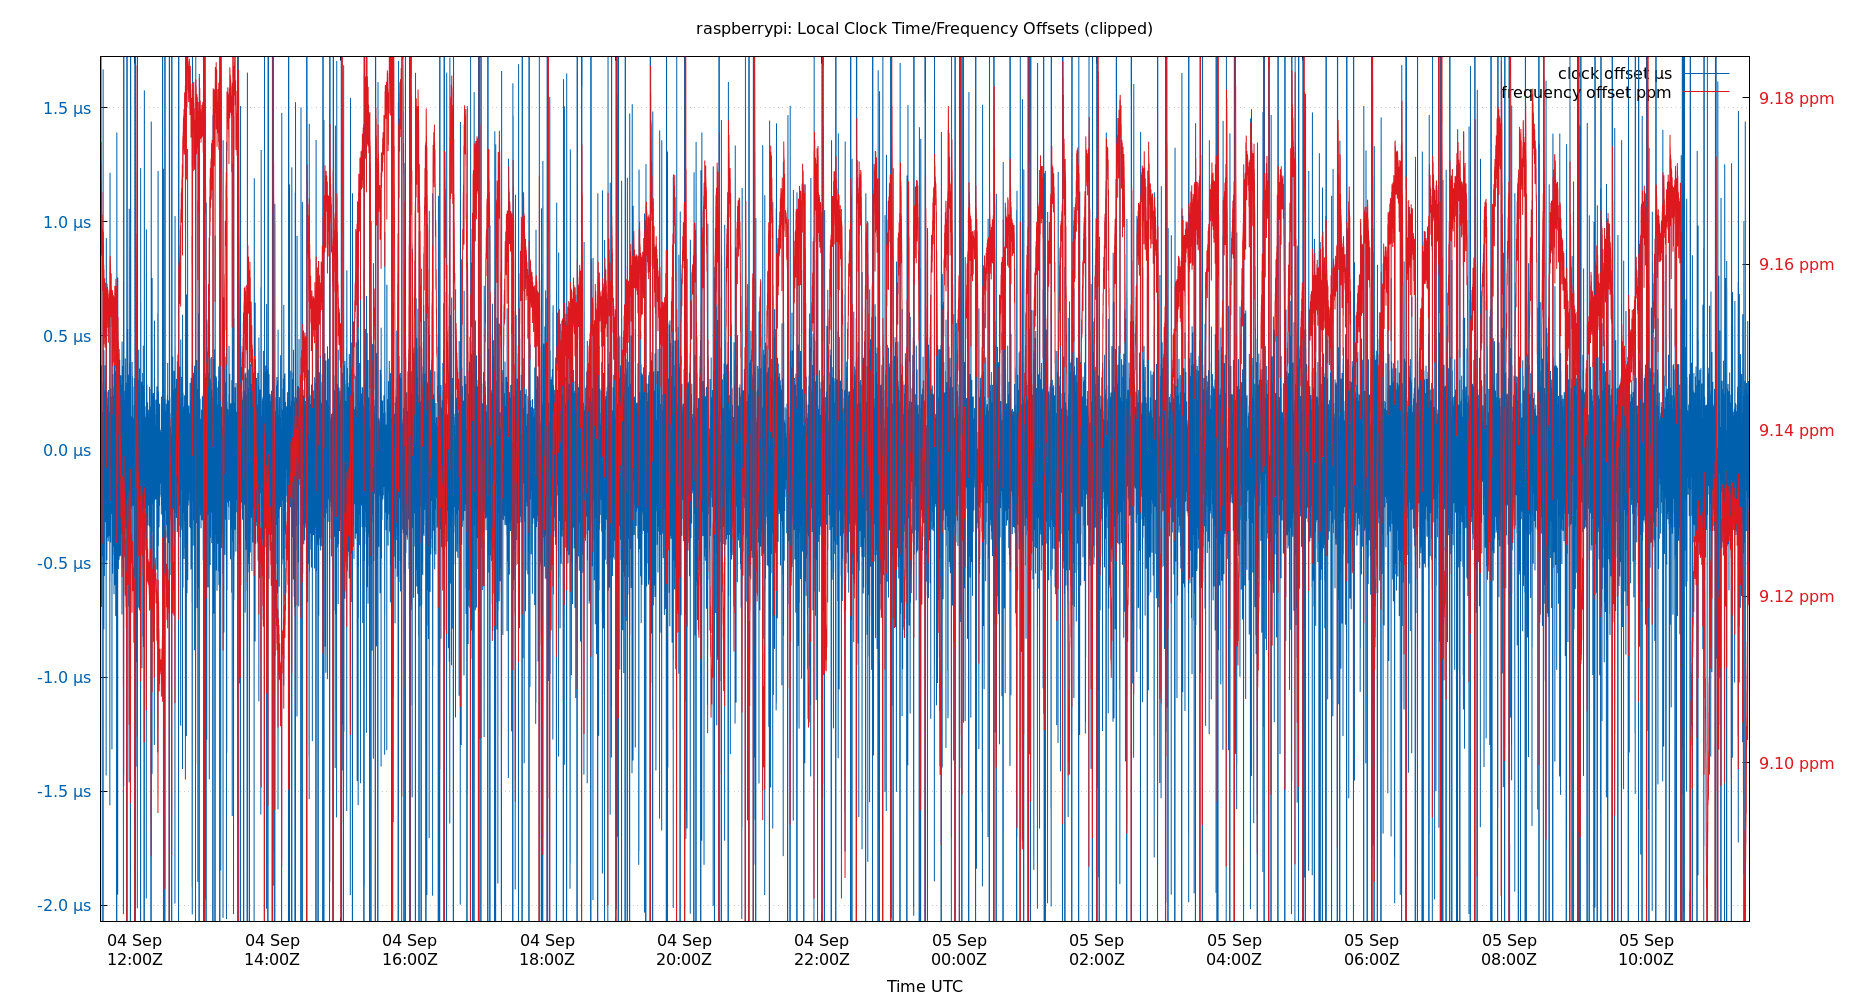 raspberrypi: Local Clock Time/Frequency Offsets (clipped)
clock offset µs
frequency offset ppm
1.5 µs
1.0 µs
0.5 µs
0.0 µs
-0.5 µs
-1.0 µs
-1.5 µs
-2.0 µs
9.18 ppm
9.16 ppm
9.14 ppm
9.12 ppm
9.10 ppm
04 Sep 04 Sep 04 Sep 04 Sep 04 Sep 04 Sep 05 Sep 05 Sep 05 Sep 05 Sep 05 Sep 05 Sep
12:00Z 14:00Z 16:00Z 18:00Z 20:00Z 22:00Z 00:00Z 02:00Z 04:00Z 06:00Z 08:00Z 10:00Z
Time UTC